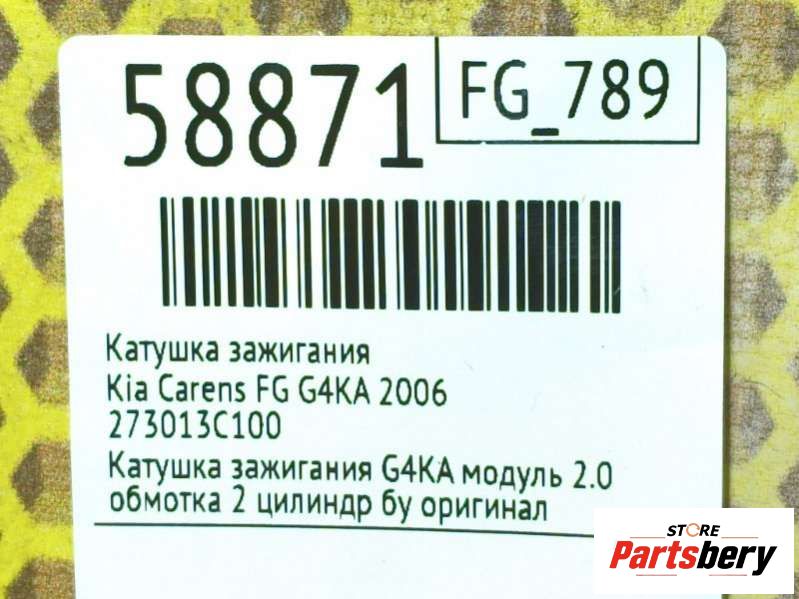 58871
FG_789
Катушка зажигания
Kia Carens FG G4KA 2006
273013C100
Катушка зажигания G4KA модуль 2.0
обмотка 2 цилиндр бу оригинал
STORE
Partsbery